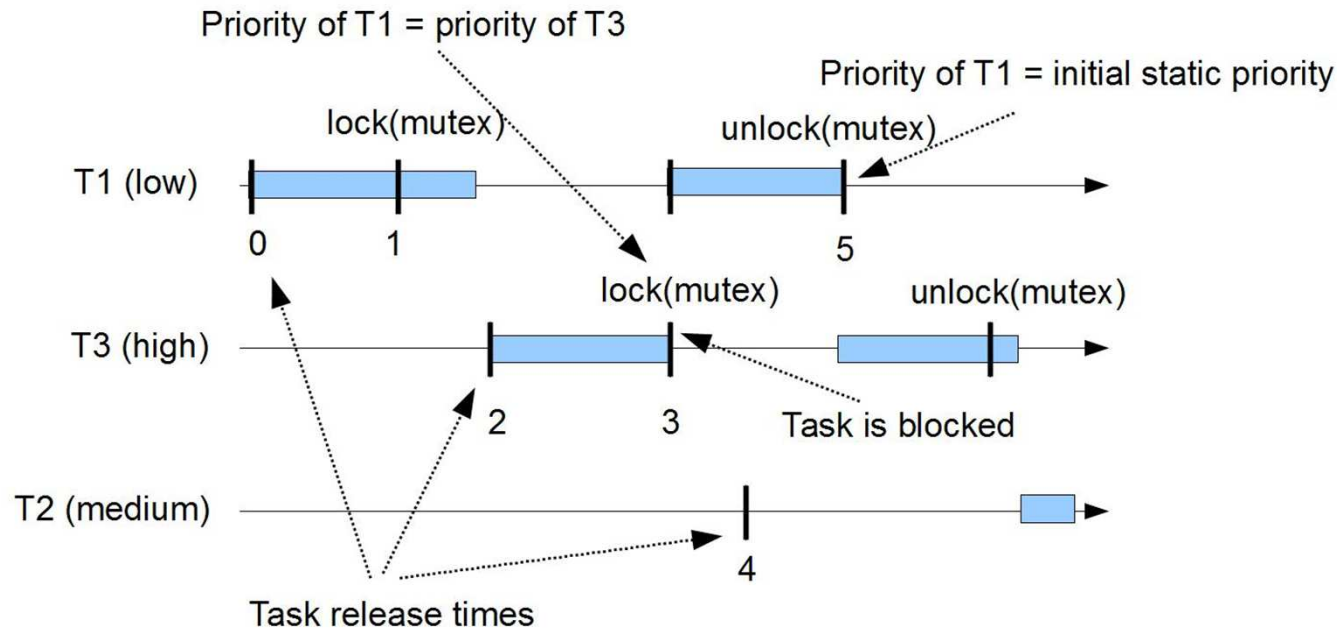 Priority of T1 = priority of T3
Priority of T1 = initial static priority
lock(mutex)
unlock(mutex)
T1 (low)
0
1
5
lock(mutex)
unlock(mutex)
T3 (high)
2
3
Task is blocked
T2 (medium)
4
Task release times